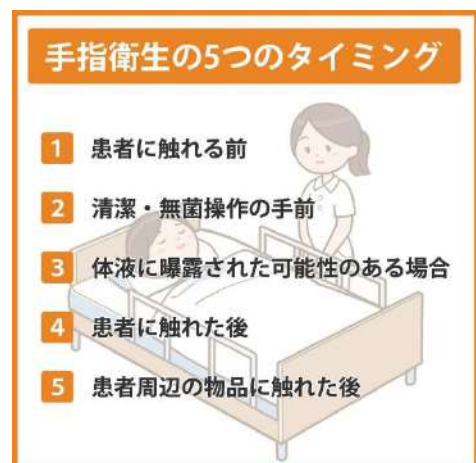 手指衛生の5つのタイミング
1 患者に触れる前
2 清潔・無菌操作の手前
3 体液に曝露された可能性のある場合
4 患者に触れた後
5 患者周辺の物品に触れた後